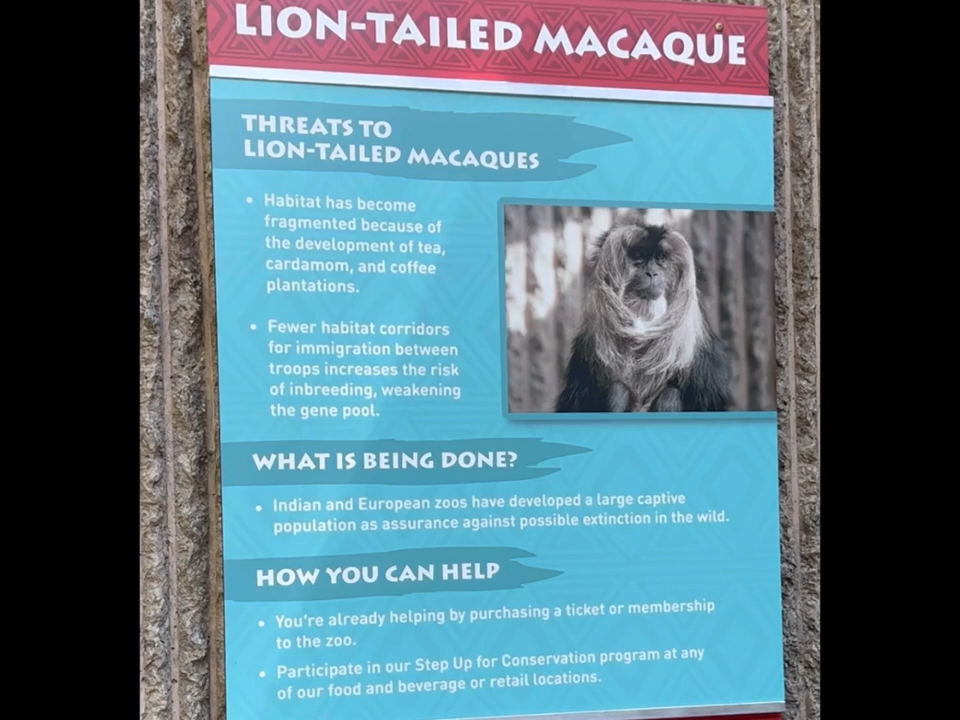 LION-TAILED MACAQUE
THREATS TO
LION-TAILED MACAQUES
• Habitat has become
fragmented because of
the development of tea,
cardamom, and coffee
plantations.
• Fewer habitat corridors
for immigration between
troops increases the risk
of inbreeding, weakening
the gene pool.
WHAT IS BEING DONE?
• Indian and European zoos have developed a large captive
population as assurance against possible extinction in the wild.
HOW YOU CAN HELP
• You're already helping by purchasing a ticket or membership
to the zoo.
• Participate in our Step Up for Conservation program at any
of our food and beverage or retail locations.